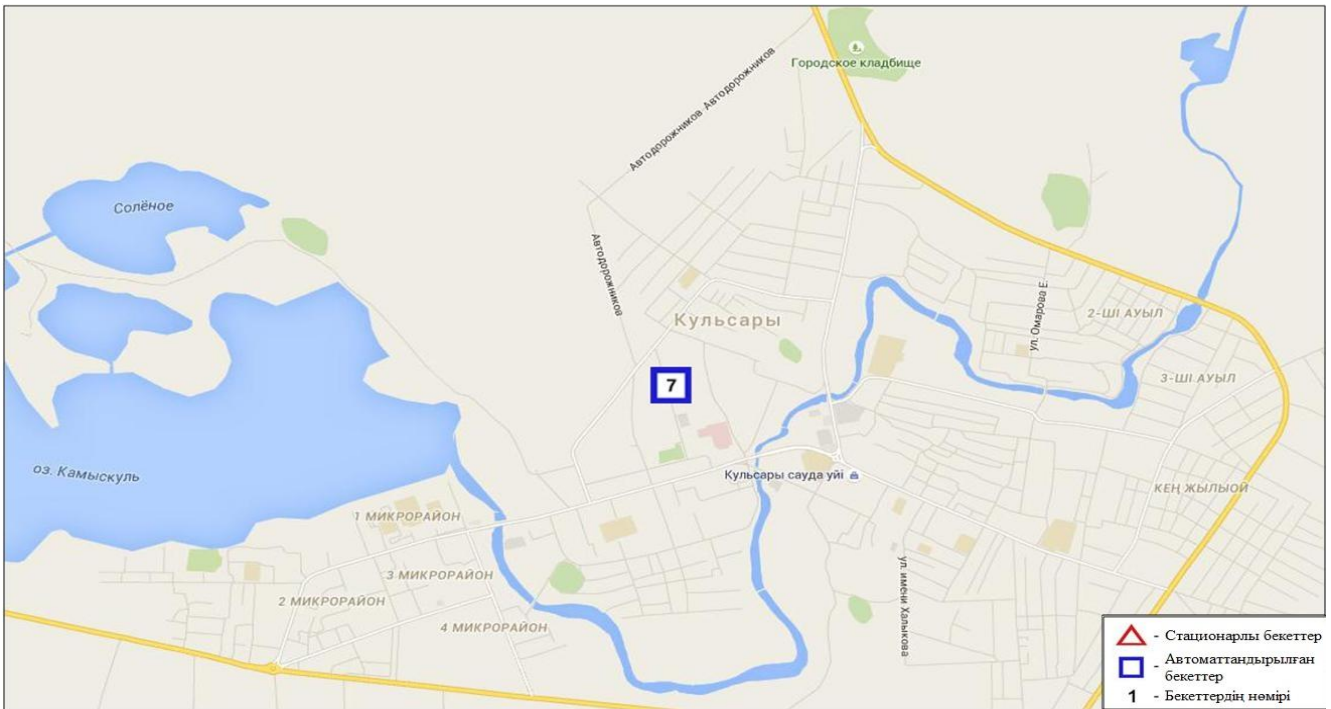 Городское кладбище
Автодорожников Автодорожников
Солёное
Автодорожников
ул. Омарова Е.
2-ШІ АУЫЛ
Кульсары
7
3-ШІ АУЫЛ
оз. Камыскуль
Кульсары сауда уйі
КЕҢ ЖЫЛЫОЙ
1 МИКРОРАЙОН
3 МИКРОРАЙОН
2 МИКРОРАЙОН
4 МИКРОРАЙОН
ул. имени Халыкова
- Стационарлы бекеттер
- Автоматтандырылған
бекеттер
1 - Бекеттердің нөмірі